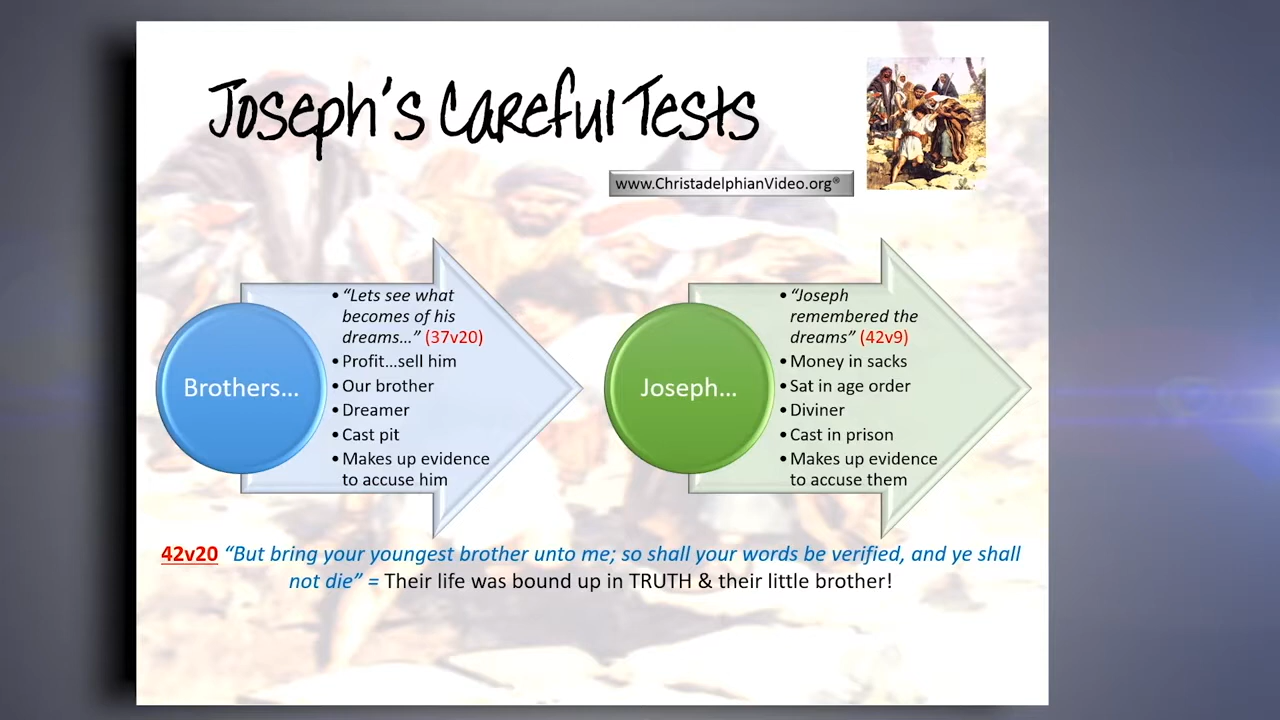 Joseph's Careful Tests
www.ChristadelphianVideo.org®
Brothers...
• “Lets see what
becomes of his
dreams...” (37v20)
• Profit...sell him
• Our brother
• Dreamer
• Cast pit
• Makes up evidence
to accuse him
Joseph...
• “Joseph
remembered the
dreams” (42v9)
• Money in sacks
• Sat in age order
• Diviner
• Cast in prison
• Makes up evidence
to accuse them
42v20 “But bring your youngest brother unto me; so shall your words be verified, and ye shall
not die” = Their life was bound up in TRUTH & their little brother!